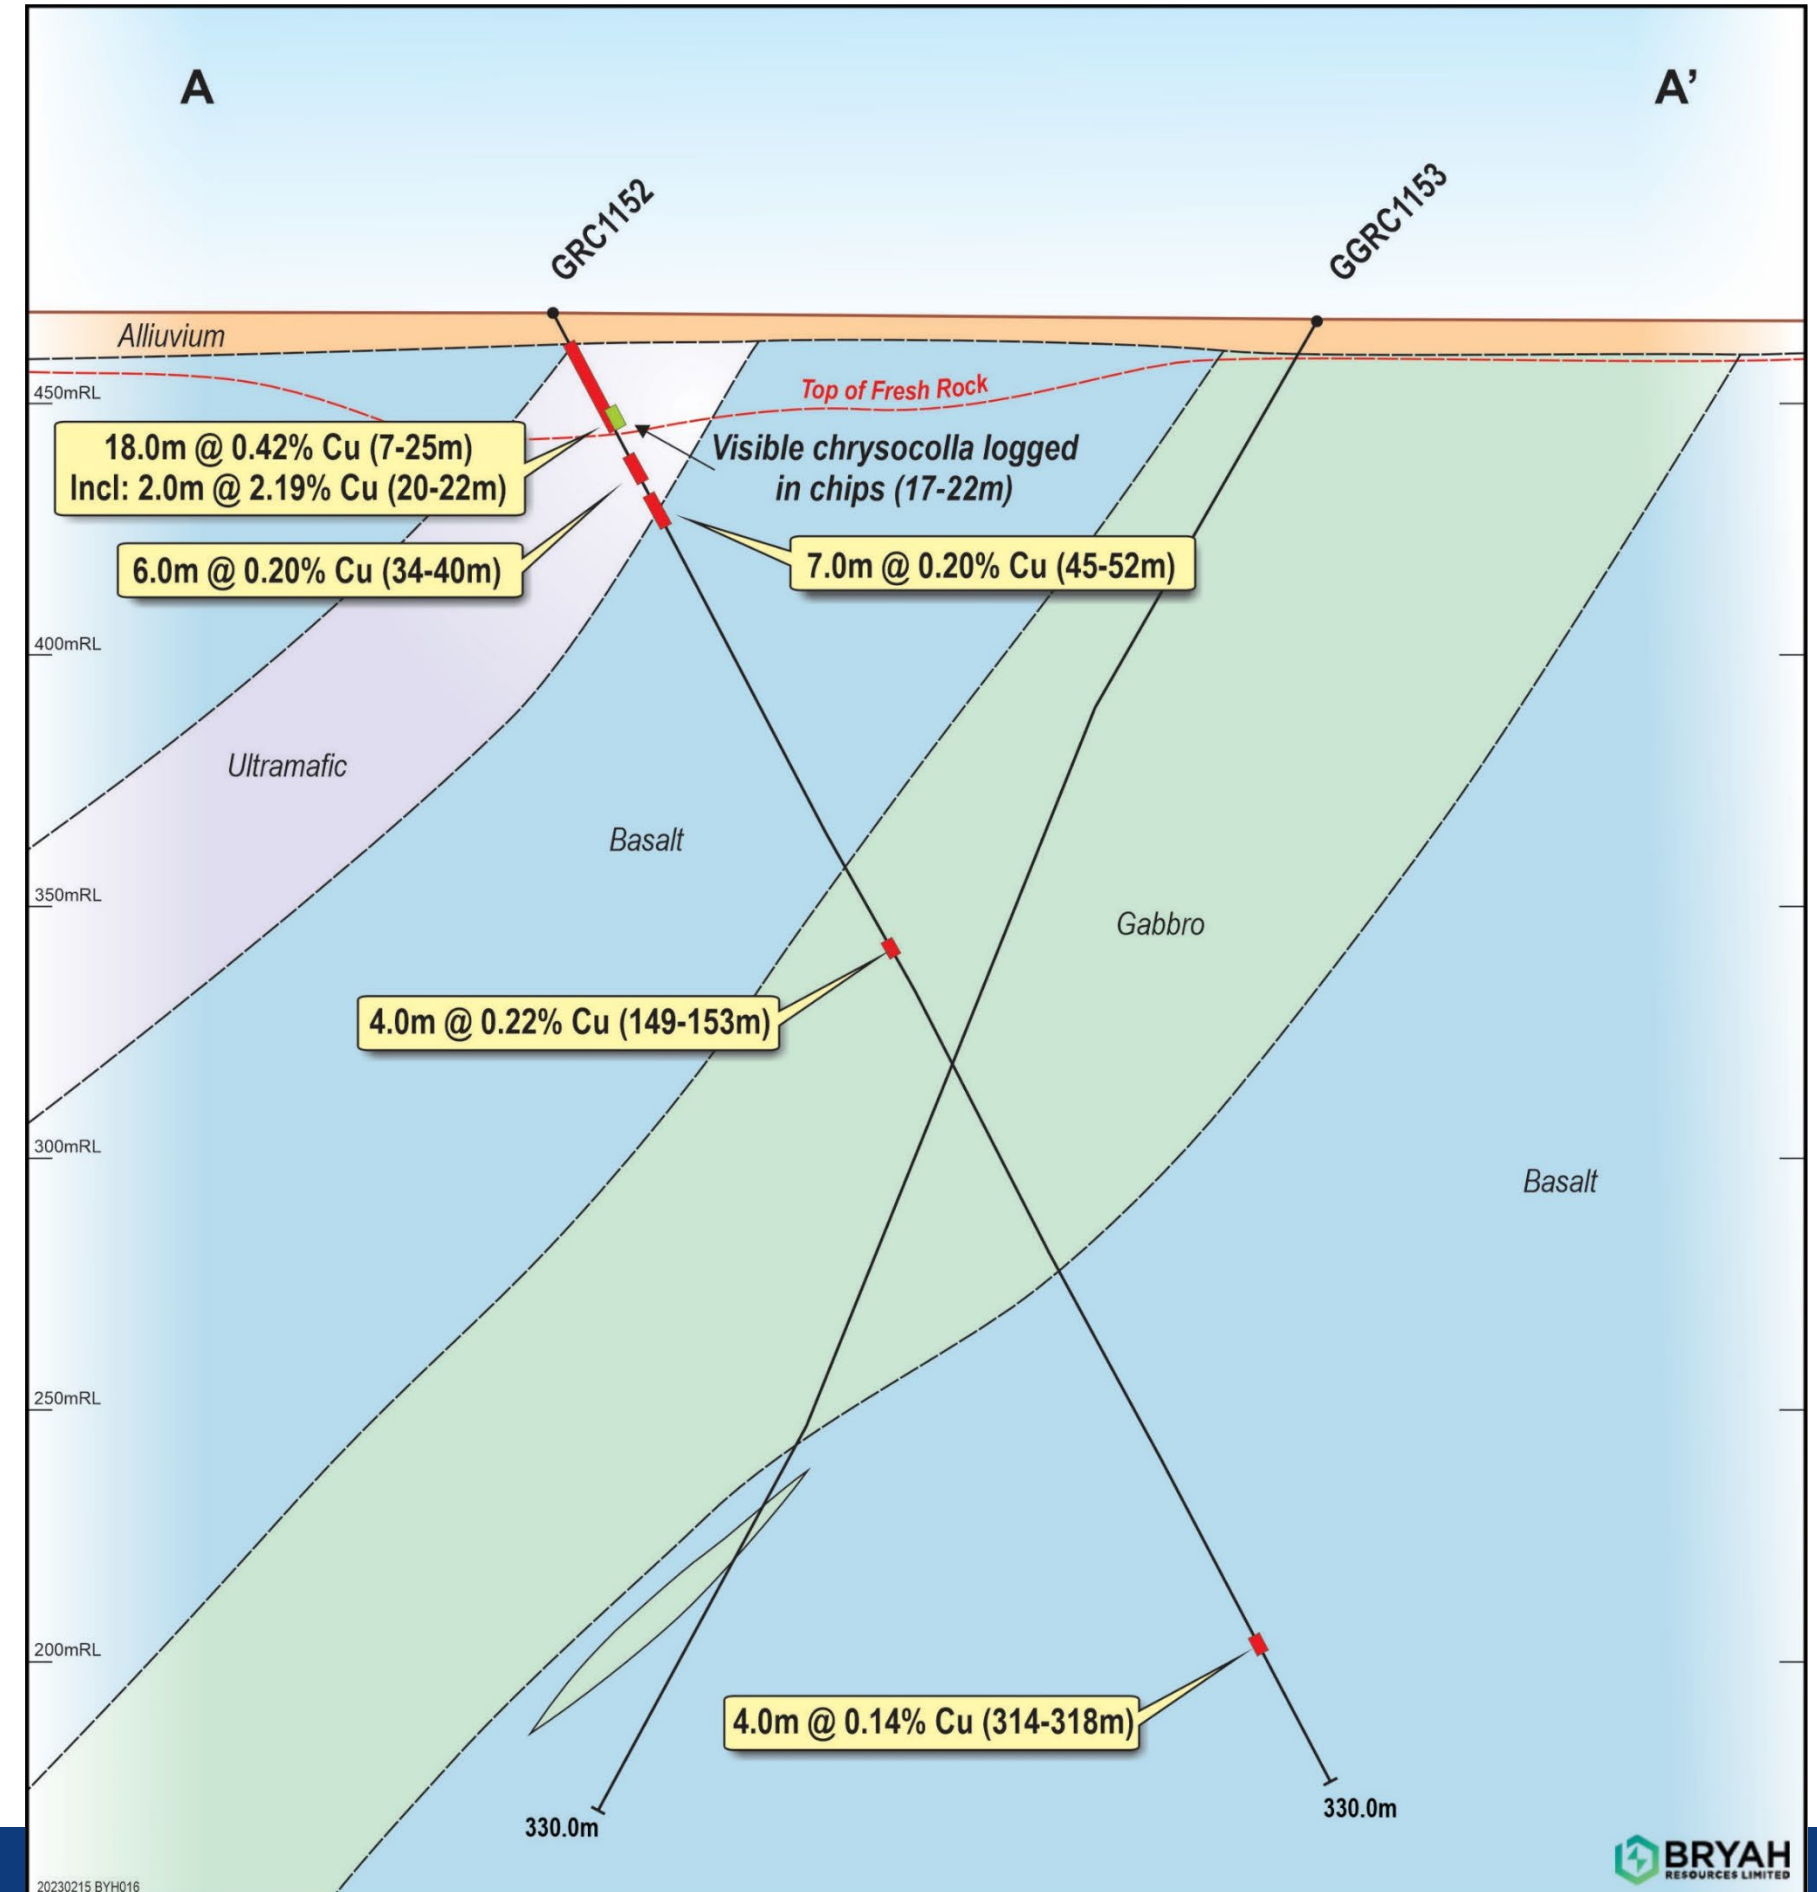 A
A’
GRC1152
GGRC1153
Alliuvium
450mRL
Top of Fresh Rock
18.0m @ 0.42% Cu (7-25m)
Incl: 2.0m @ 2.19% Cu (20-22m)
Visible chrysocolla logged
in chips (17-22m)
6.0m @ 0.20% Cu (34-40m)
7.0m @ 0.20% Cu (45-52m)
400mRL
Ultramafic
Basalt
350mRL
Gabbro
4.0m @ 0.22% Cu (149-153m)
300mRL
Basalt
250mRL
200mRL
4.0m @ 0.14% Cu (314-318m)
330.0m
330.0m
BRYAH
RESOURCES LIMITED
20230215 BYH016